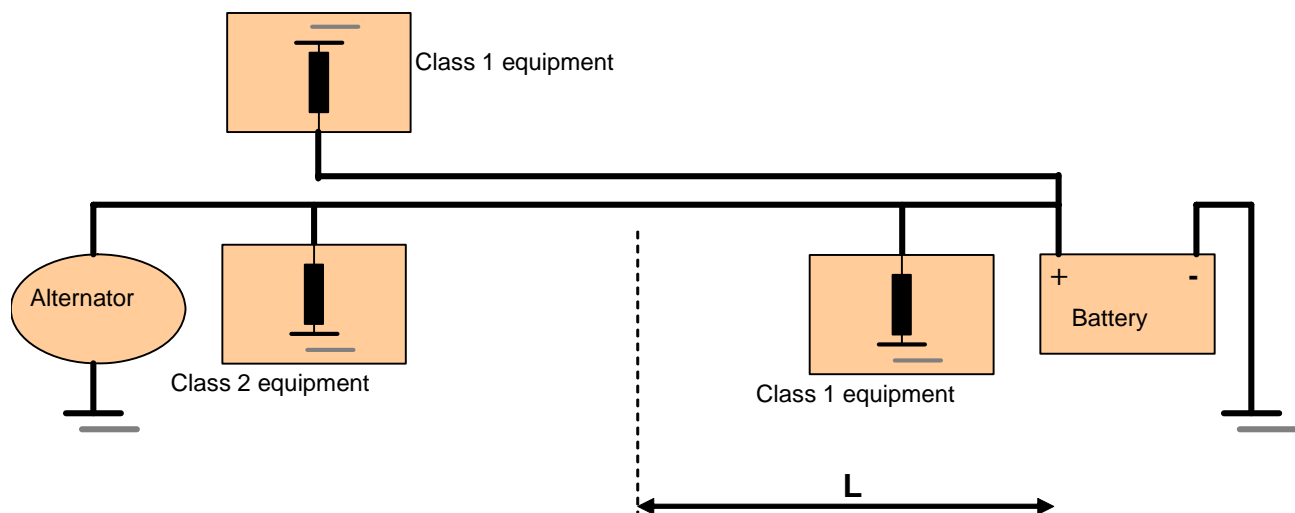 Class 1 equipment
Alternator
+
-
Battery
Class 2 equipment
Class 1 equipment
L